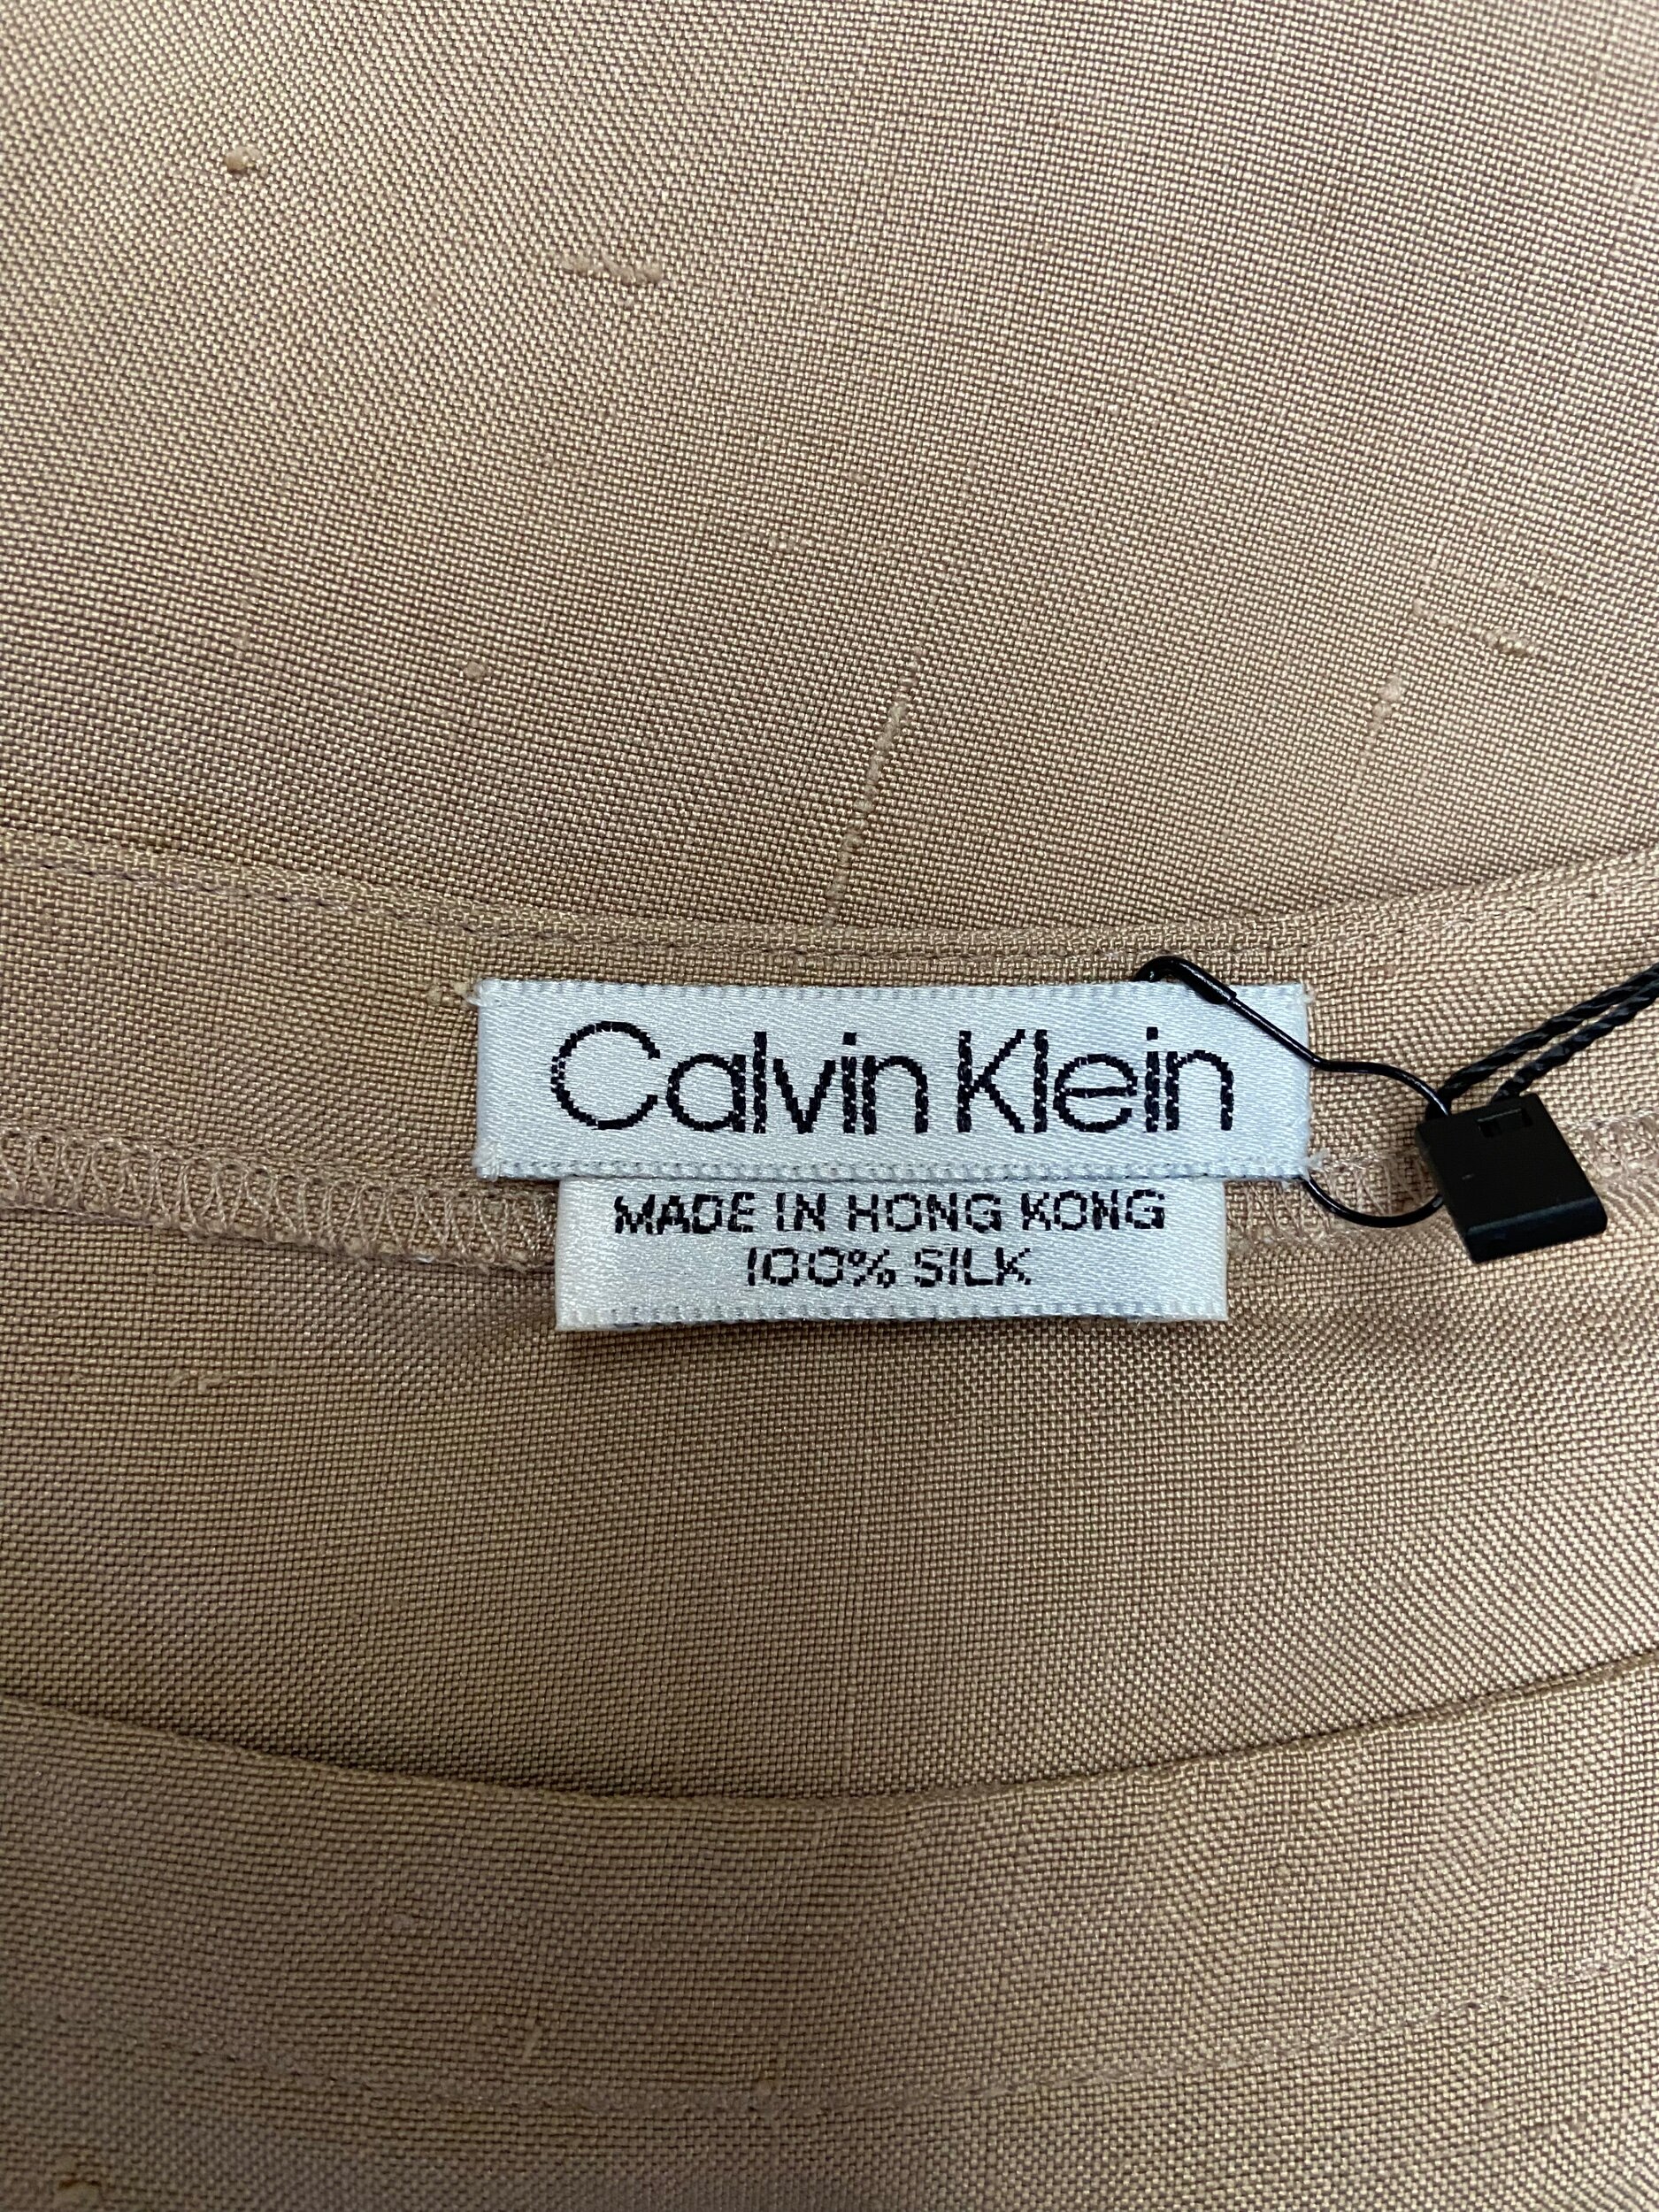 Calvin Klein
MADE IN HONG KONG
100% SILK